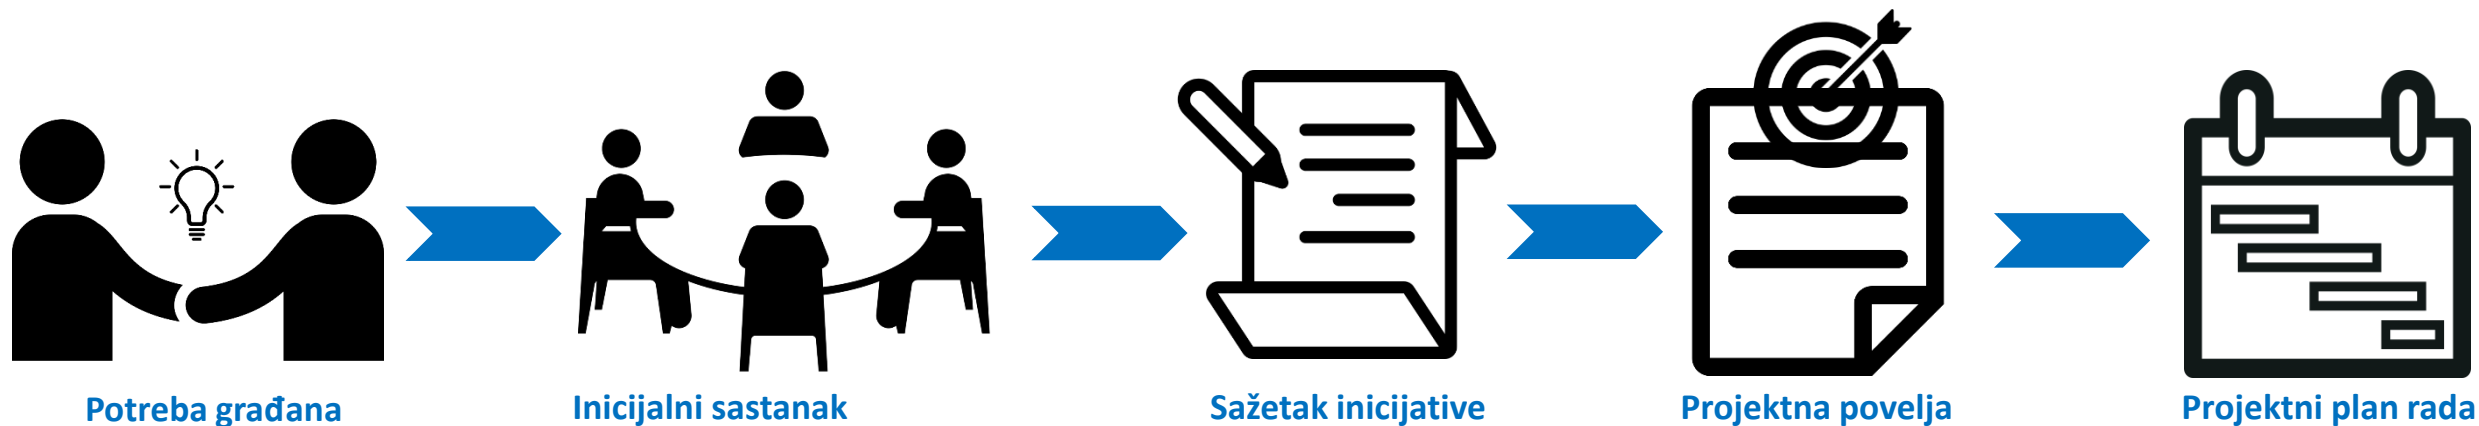 Potreba građana
Inicijalni sastanak
Sažetak inicijative
Projektna povelja
Projektni plan rada